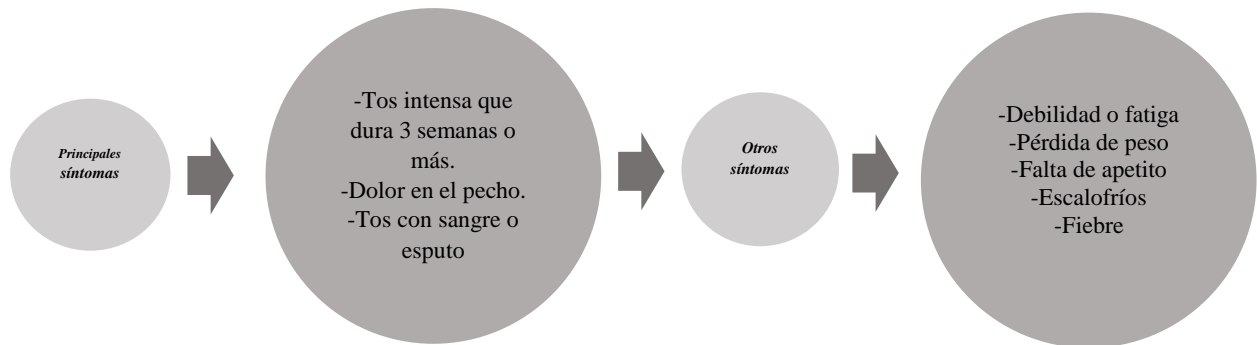 Principales
síntomas
-Tos intensa que
dura 3 semanas o
más.
-Dolor en el pecho.
-Tos con sangre o
esputo
Otros
síntomas
-Debilidad o fatiga
-Pérdida de peso
-Falta de apetito
-Escalofríos
-Fiebre